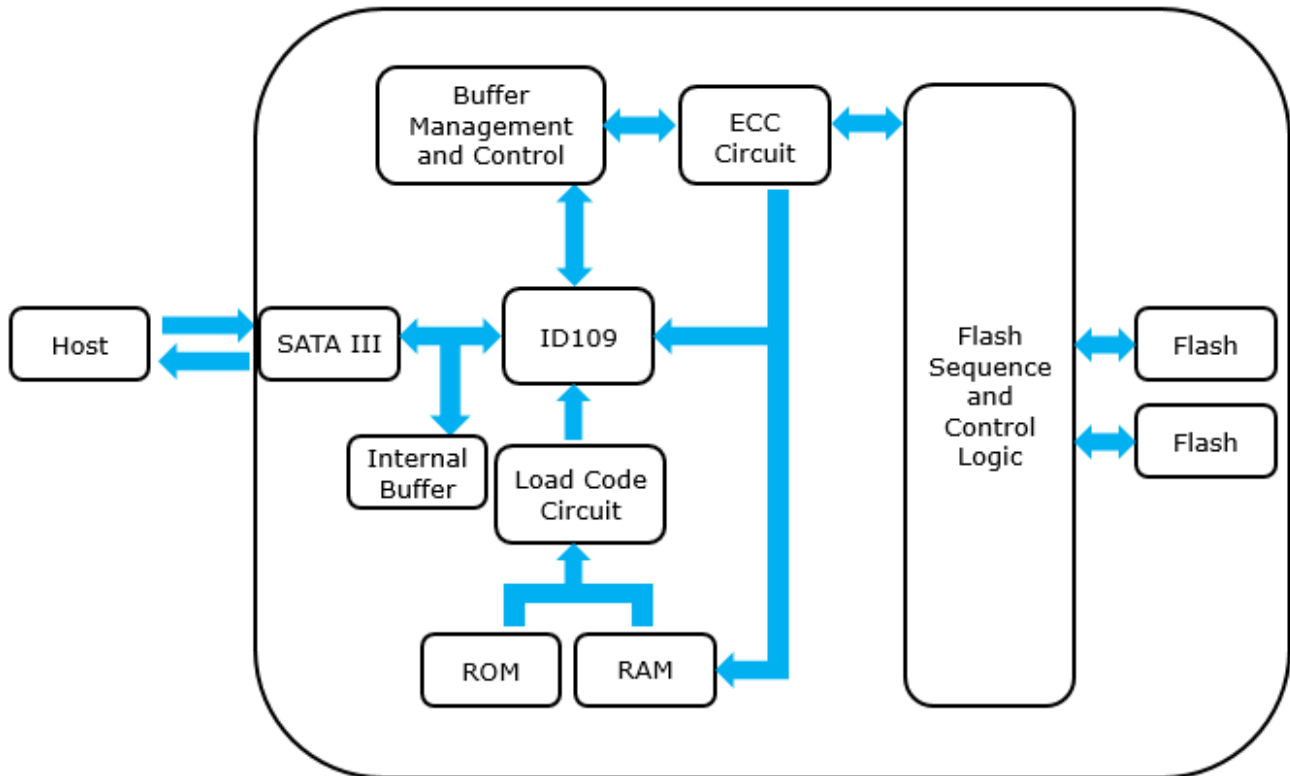 Buffer
Management
and Control
ECC
Circuit
Host
SATA III
ID109
Flash
Sequence
and
Control
Logic
Flash
Flash
Internal
Buffer
Load Code
Circuit
ROM
RAM